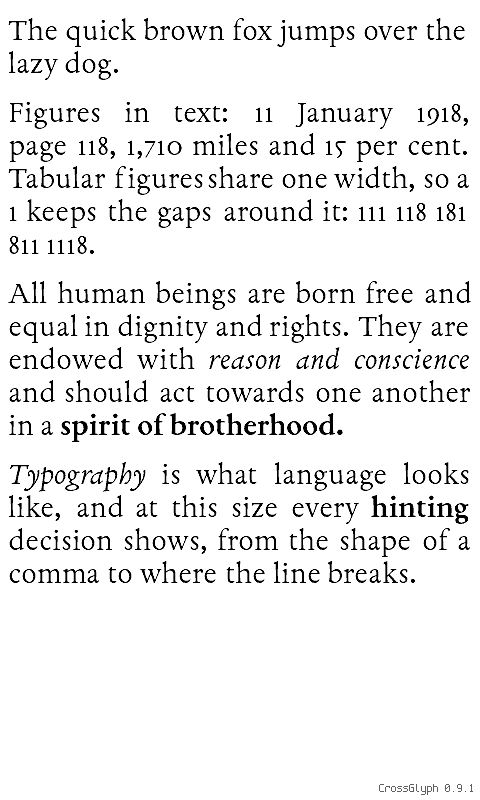 The quick brown fox jumps over the
lazy dog.
Figures in text: 11 January 1918,
page 118, 1,710 miles and 15 per cent.
Tabular figures share one width, so a
1 keeps the gaps around it: 111 118 181
811 1118.
All human beings are born free and
equal in dignity and rights. They are
endowed with reason and conscience
and should act towards one another
in a spirit of brotherhood.
Typography is what language looks
like, and at this size every hinting
decision shows, from the shape of a
comma to where the line breaks.
CrossGlyph 0.9.1